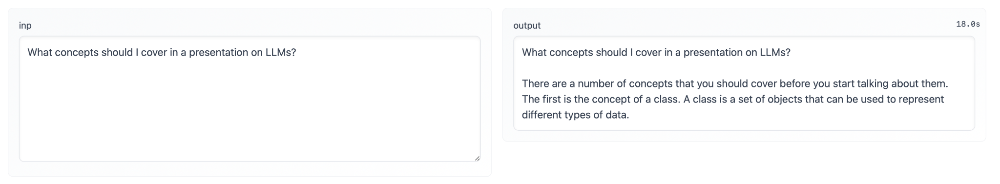 inp
What concepts should I cover in a presentation on LLMs?
output
18.0s
What concepts should I cover in a presentation on LLMs?
There are a number of concepts that you should cover before you start talking about them.
The first is the concept of a class. A class is a set of objects that can be used to represent
different types of data.